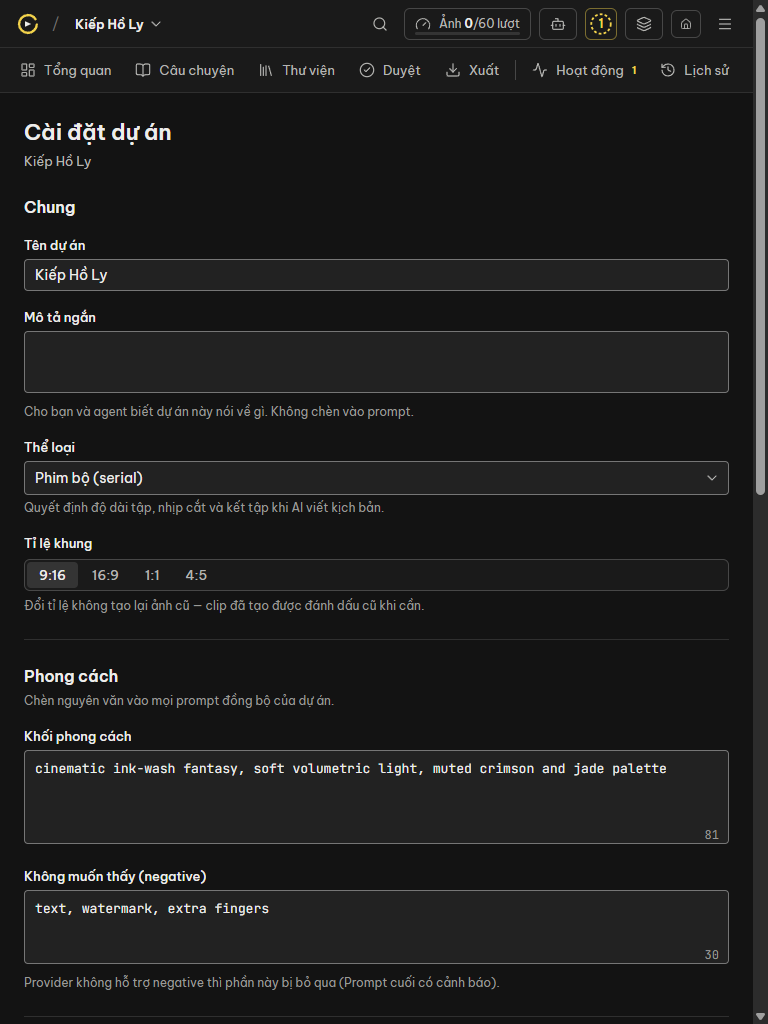 / Kiếp Hồ Ly
Ảnh 0/60 lượt
1
Tổng quan
Câu chuyện
Thư viện
Duyệt
Xuất
Hoạt động 1
Lịch sử
Cài đặt dự án
Kiếp Hồ Ly
Chung
Tên dự án
Kiếp Hồ Ly
Mô tả ngắn
Cho bạn và agent biết dự án này nói về gì. Không chèn vào prompt.
Thể loại
Phim bộ (serial)
Quyết định độ dài tập, nhịp cắt và kết tập khi AI viết kịch bản.
Tỉ lệ khung
9:16 16:9 1:1 4:5
Đổi tỉ lệ không tạo lại ảnh cũ — clip đã tạo được đánh dấu cũ khi cần.
Phong cách
Chèn nguyên văn vào mọi prompt đồng bộ của dự án.
Khối phong cách
cinematic ink-wash fantasy, soft volumetric light, muted crimson and jade palette
81
Không muốn thấy (negative)
text, watermark, extra fingers
30
Provider không hỗ trợ negative thì phần này bị bỏ qua (Prompt cuối có cảnh báo).